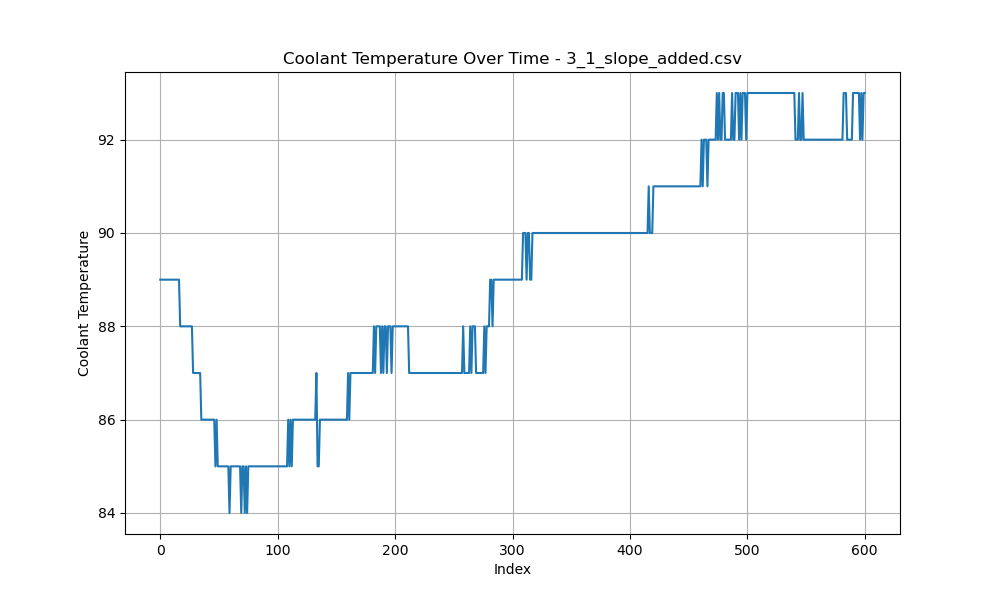 Coolant Temperature Over Time - 3_1_slope_added.csv
Coolant Temperature
92
90
88
86
84
0 100 200 300 400 500 600
Index